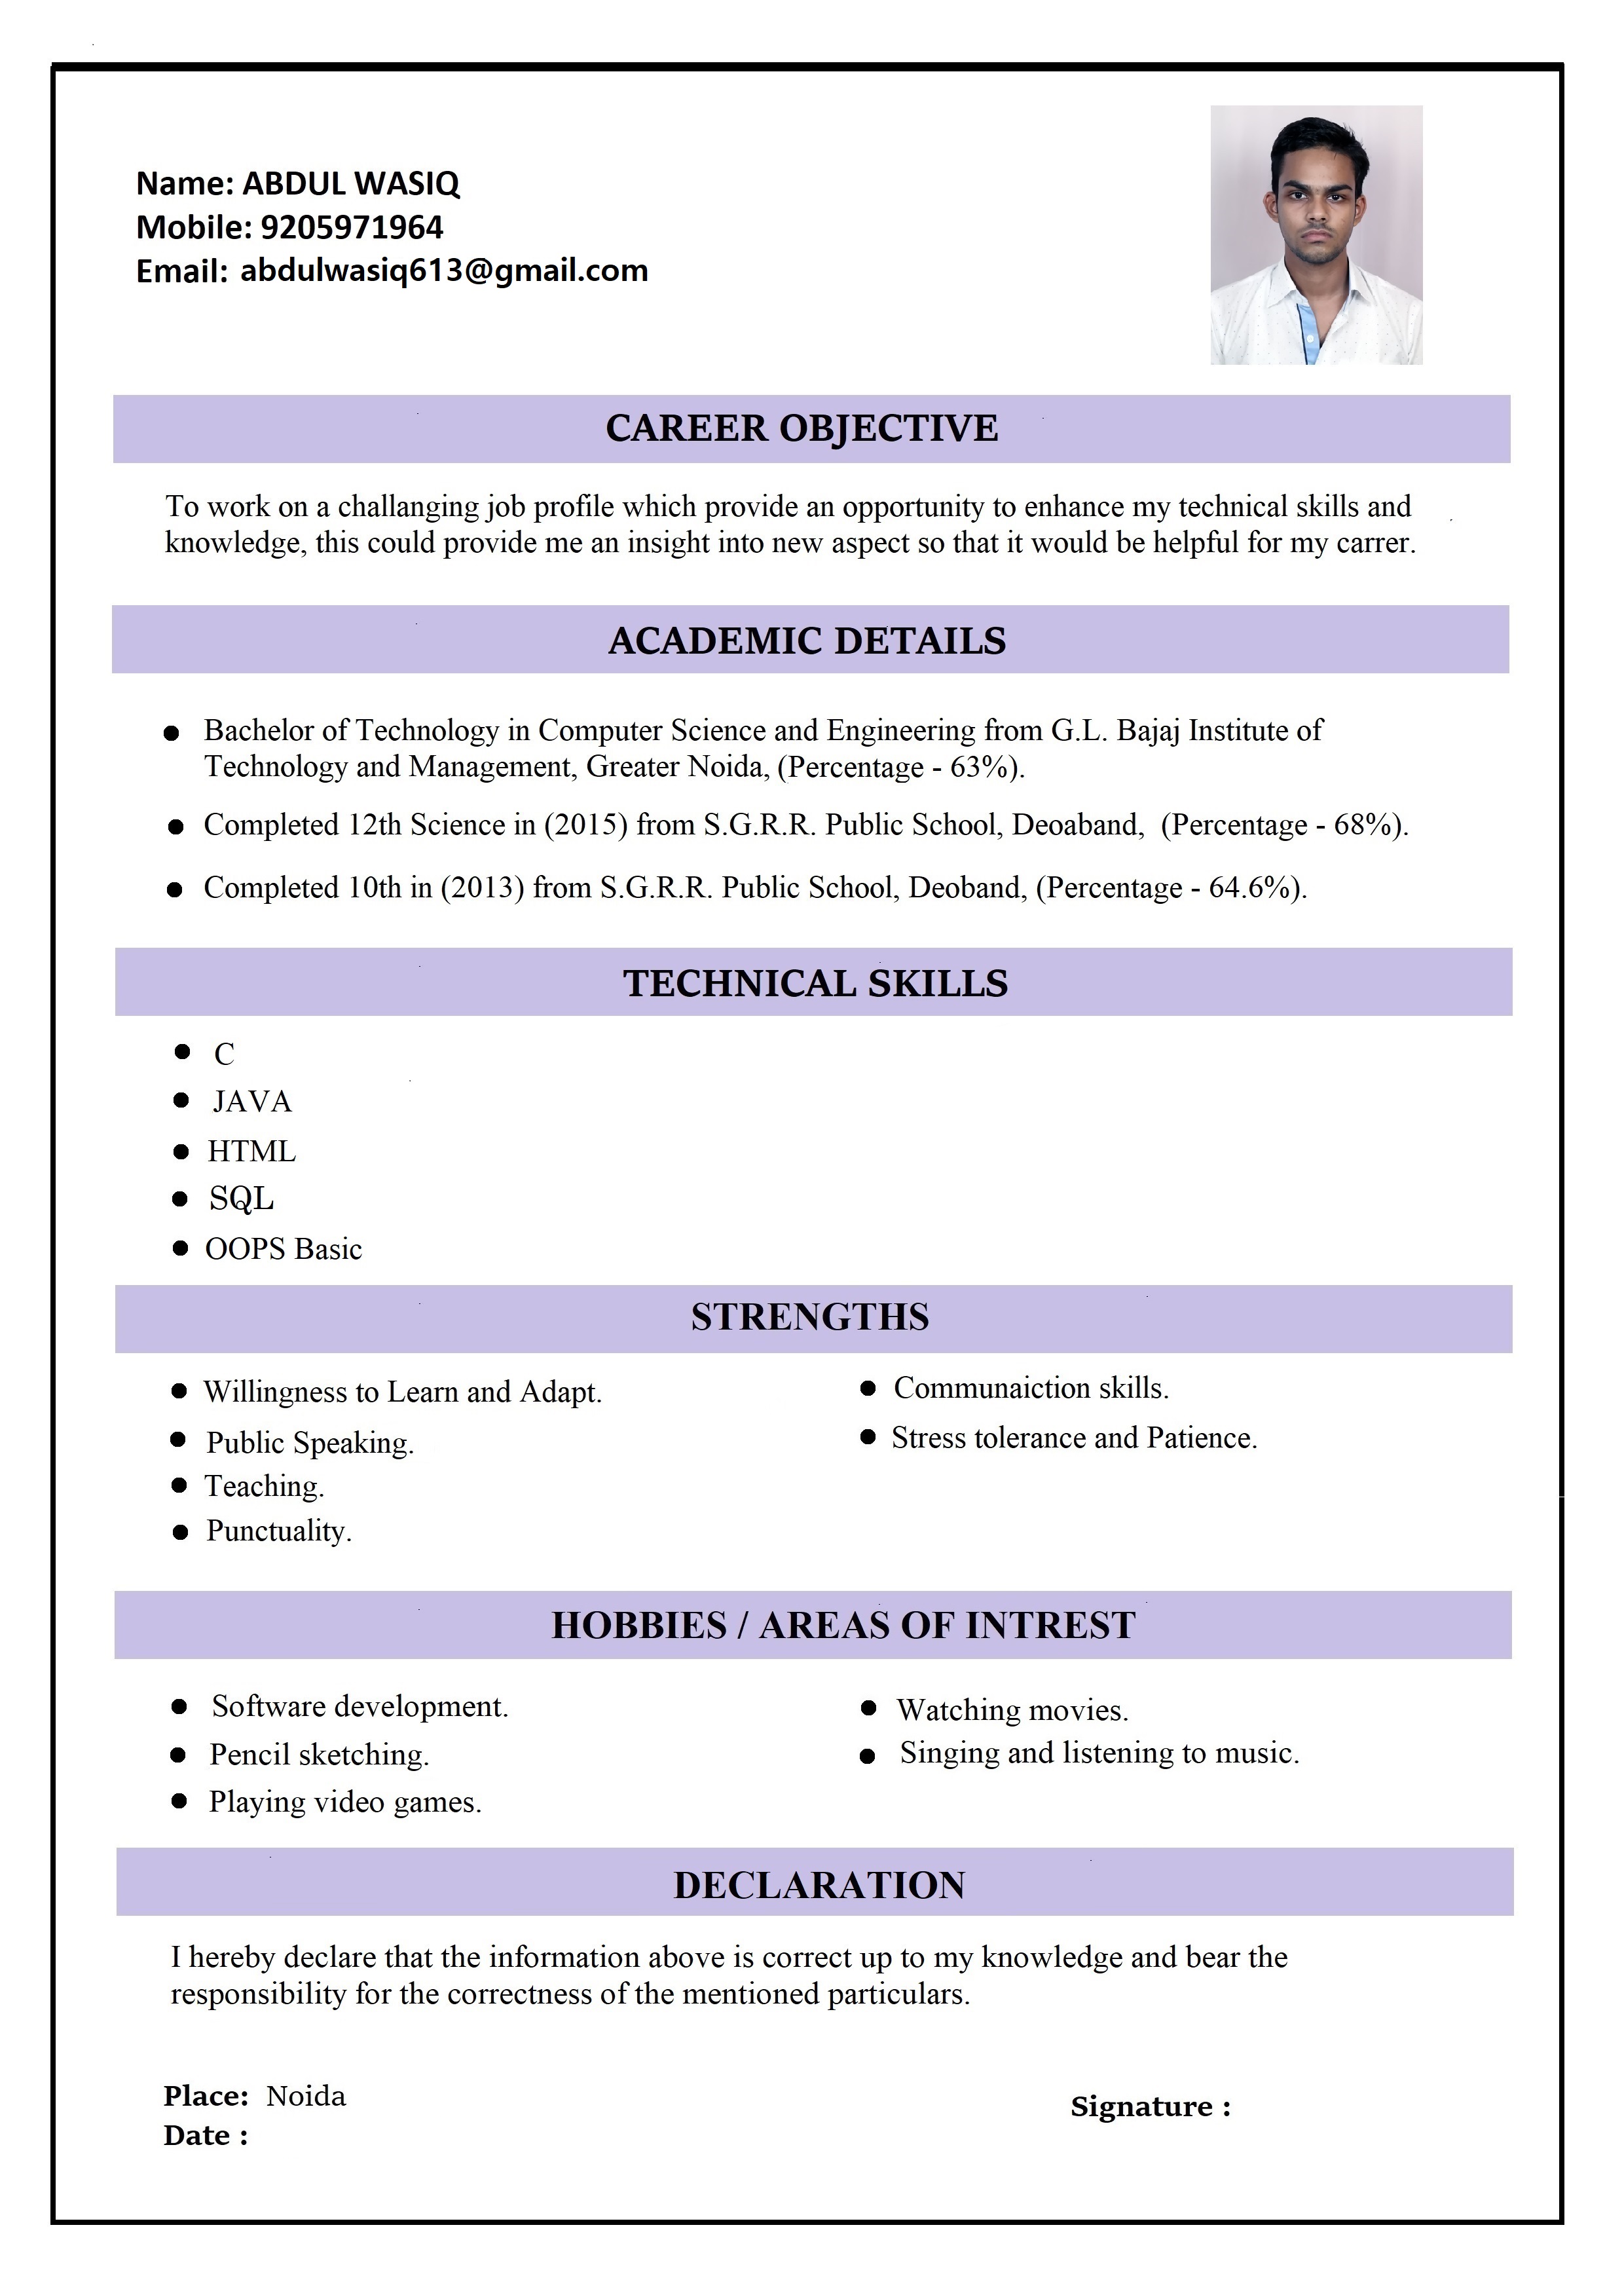 Name: ABDUL WASIQ
Mobile: 9205971964
Email: abdulwasiq613@gmail.com
CAREER OBJECTIVE
To work on a challanging job profile which provide an opportunity to enhance my technical skills and
knowledge, this could provide me an insight into new aspect so that it would be helpful for my carrer.
ACADEMIC DETAILS
● Bachelor of Technology in Computer Science and Engineering from G.L. Bajaj Institute of
Technology and Management, Greater Noida, (Percentage - 63%).
● Completed 12th Science in (2015) from S.G.R.R. Public School, Deoaband, (Percentage - 68%).
● Completed 10th in (2013) from S.G.R.R. Public School, Deoband, (Percentage - 64.6%).
TECHNICAL SKILLS
● C
● JAVA
● HTML
● SQL
● OOPS Basic
STRENGTHS
● Willingness to Learn and Adapt.
● Public Speaking.
● Teaching.
● Punctuality.
● Communaiction skills.
● Stress tolerance and Patience.
HOBBIES / AREAS OF INTREST
● Software development.
● Pencil sketching.
● Playing video games.
● Watching movies.
● Singing and listening to music.
DECLARATION
I hereby declare that the information above is correct up to my knowledge and bear the
responsibility for the correctness of the mentioned particulars.
Place: Noida
Date :
Signature :